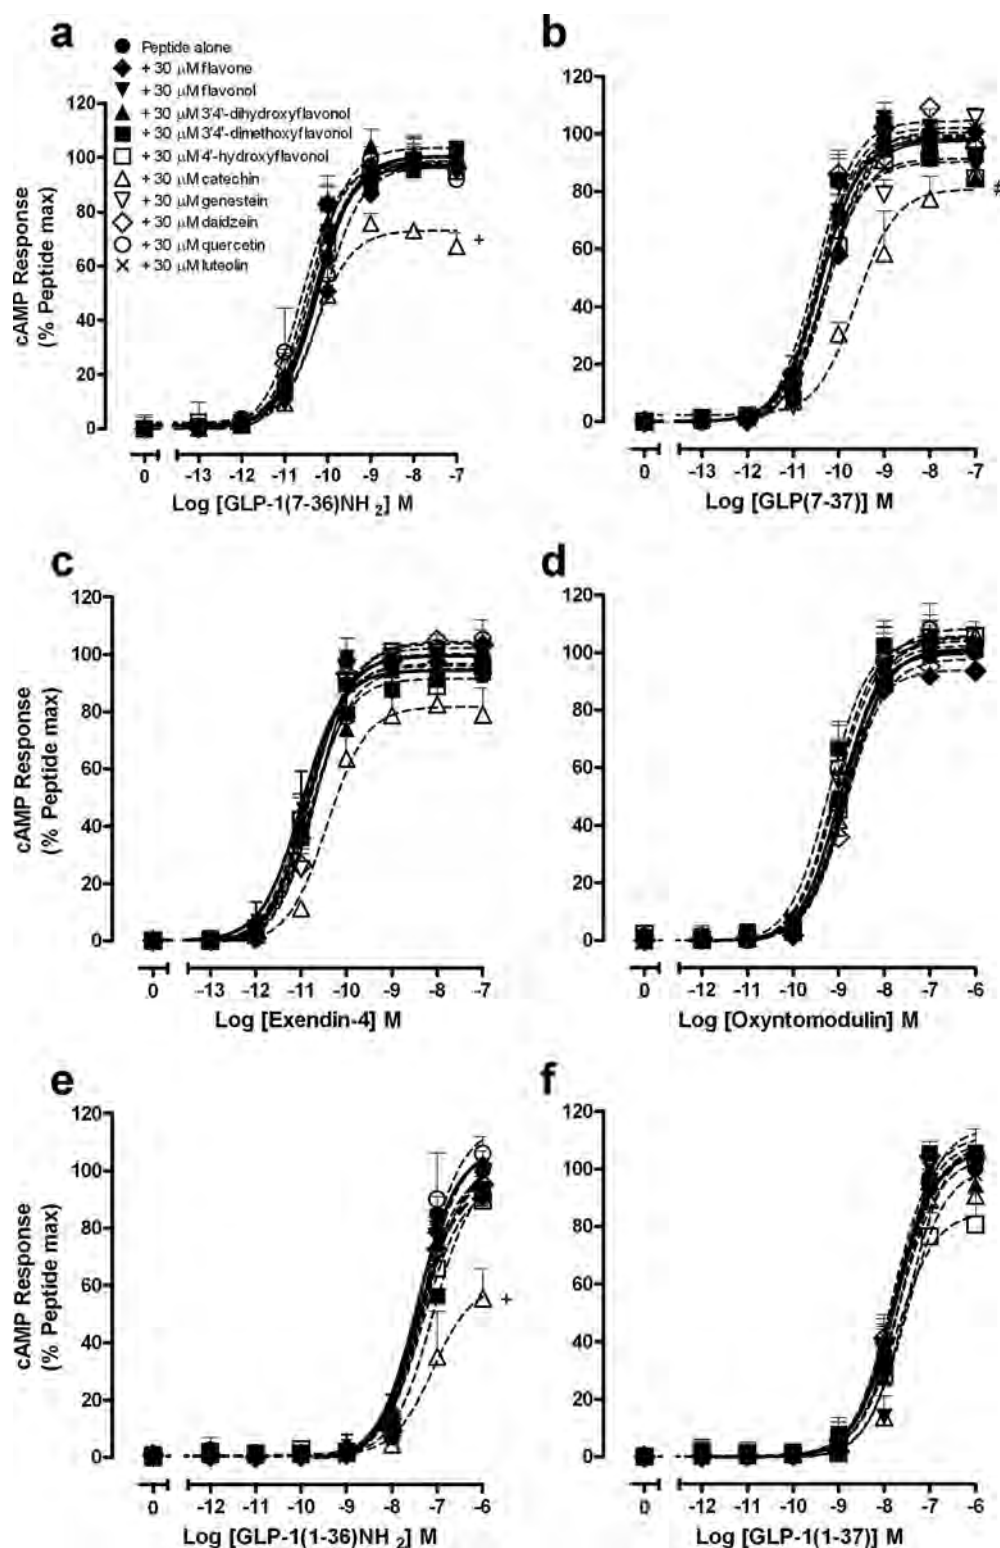 a
Peptide alone
+ 30 μM flavone
+ 30 μM flavonol
+ 30 μM 3'4'-dihydroxyflavonol
+ 30 μM 3'4'-dimethoxyflavonol
+ 30 μM 4'-hydroxyflavonol
+ 30 μM catechin
+ 30 μM genestein
+ 30 μM daidzein
+ 30 μM quercetin
+ 30 μM luteolin
cAMP Response
(% Peptide max)
120
100
80
60
40
20
0
+
0 -13 -12 -11 -10 -9 -8 -7
Log [GLP-1(7-36)NH 2] M
b
120
100
80
60
40
20
0
#
0 -13 -12 -11 -10 -9 -8 -7
Log [GLP(7-37)] M
c
cAMP Response
(% Peptide max)
120
100
80
60
40
20
0
0 -13 -12 -11 -10 -9 -8 -7
Log [Exendin-4] M
d
120
100
80
60
40
20
0
0 -12 -11 -10 -9 -8 -7 -6
Log [Oxyntomodulin] M
e
cAMP Response
(% Peptide max)
120
100
80
60
40
20
0
+
0 -12 -11 -10 -9 -8 -7 -6
Log [GLP-1(1-36)NH 2] M
f
120
100
80
60
40
20
0
0 -12 -11 -10 -9 -8 -7 -6
Log [GLP-1(1-37)] M